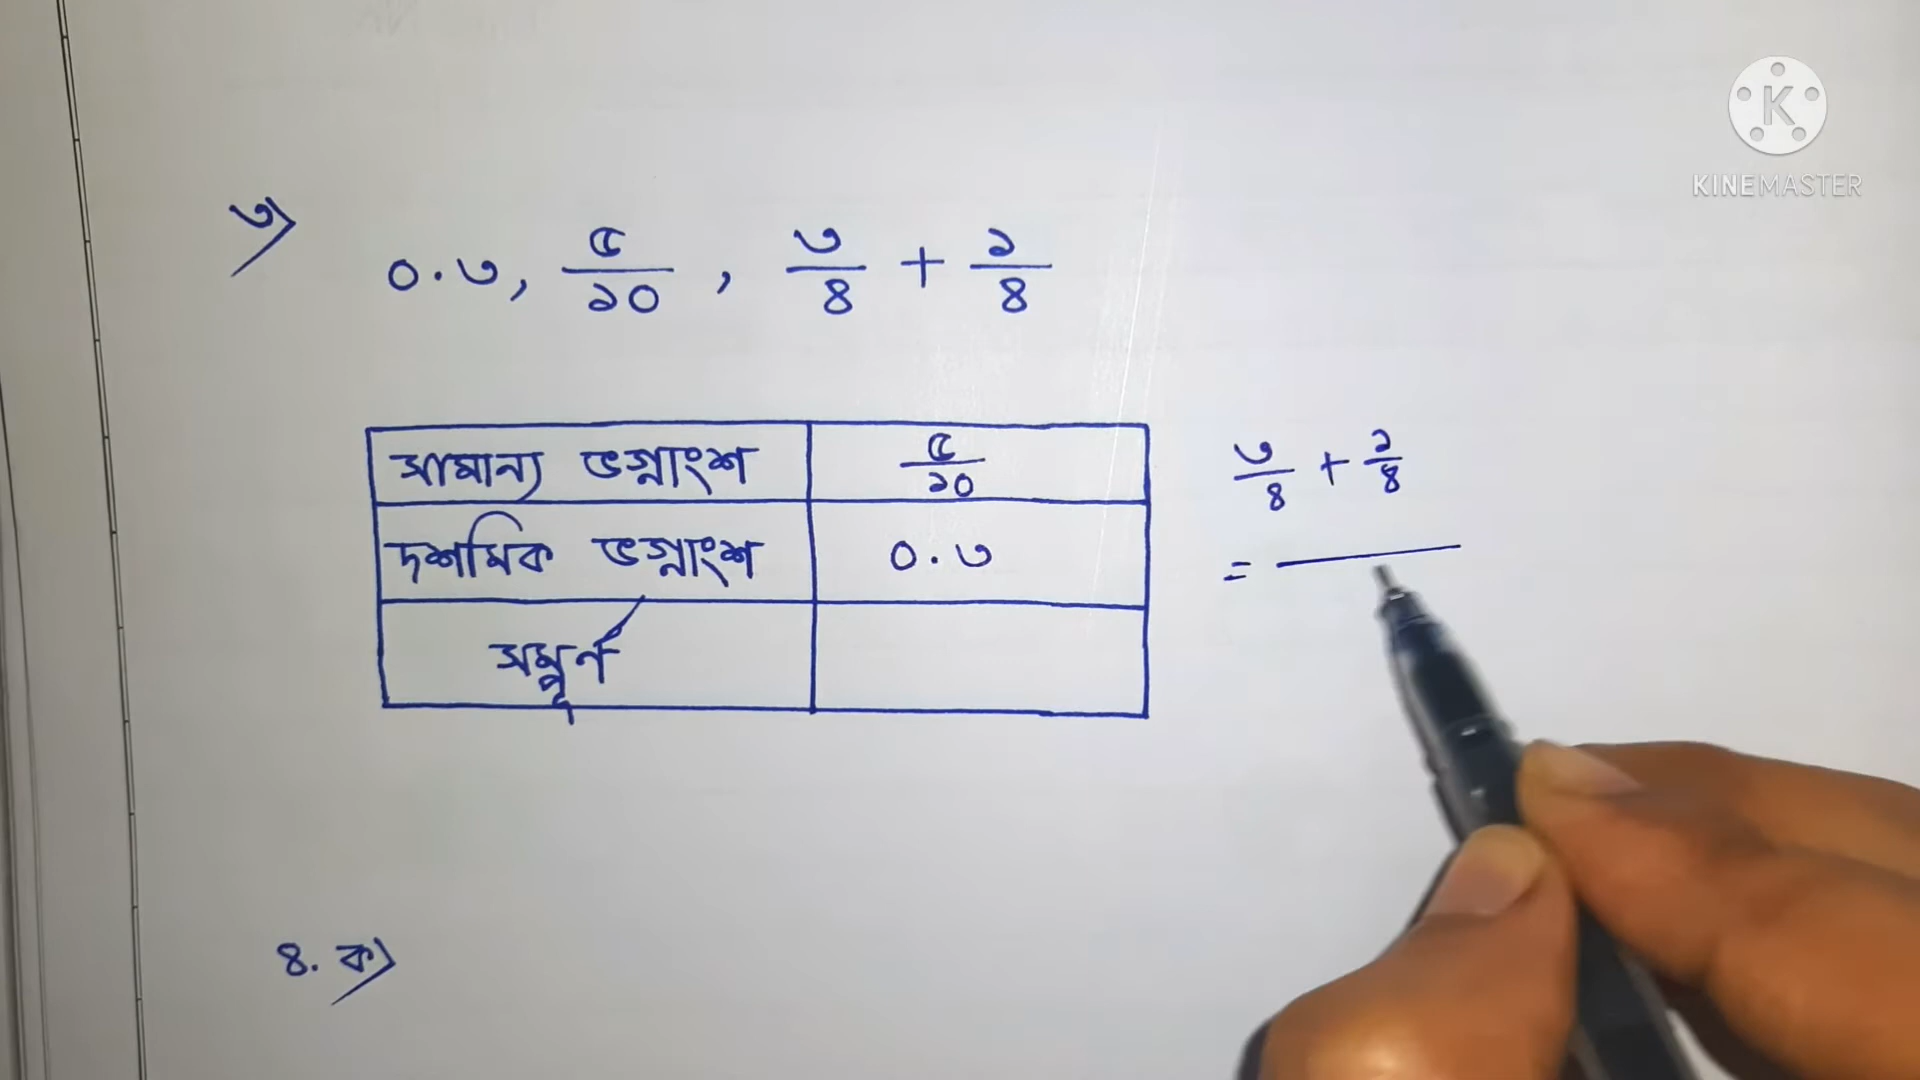 KINEMASTER
৩) ০.৩, ৫/১০, ৩/৪ + ১/৪
সামান্য ভগ্নাংশ ৫/১০
দশমিক ভগ্নাংশ ০.৩
সম্পূর্ণ
৩/৪ + ১/৪
=
৪. ক)